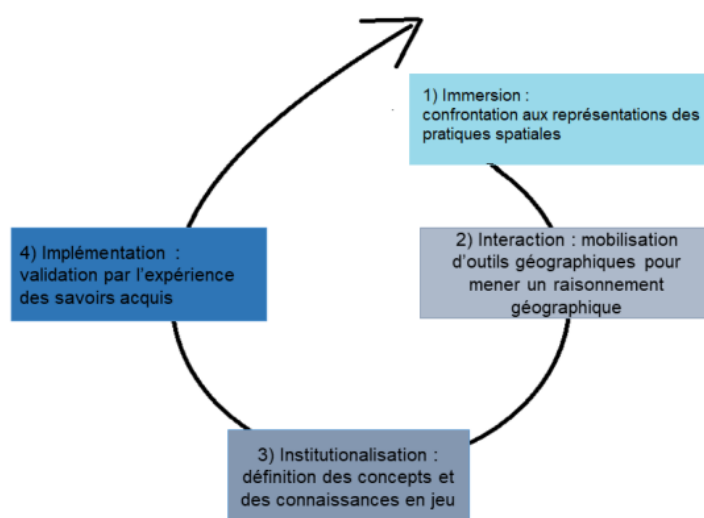 1) Immersion :
confrontation aux représentations des
pratiques spatiales
2) Interaction : mobilisation
d'outils géographiques pour
mener un raisonnement
géographique
3) Institutionalisation :
définition des concepts et
des connaissances en jeu
4) Implémentation :
validation par l'expérience
des savoirs acquis